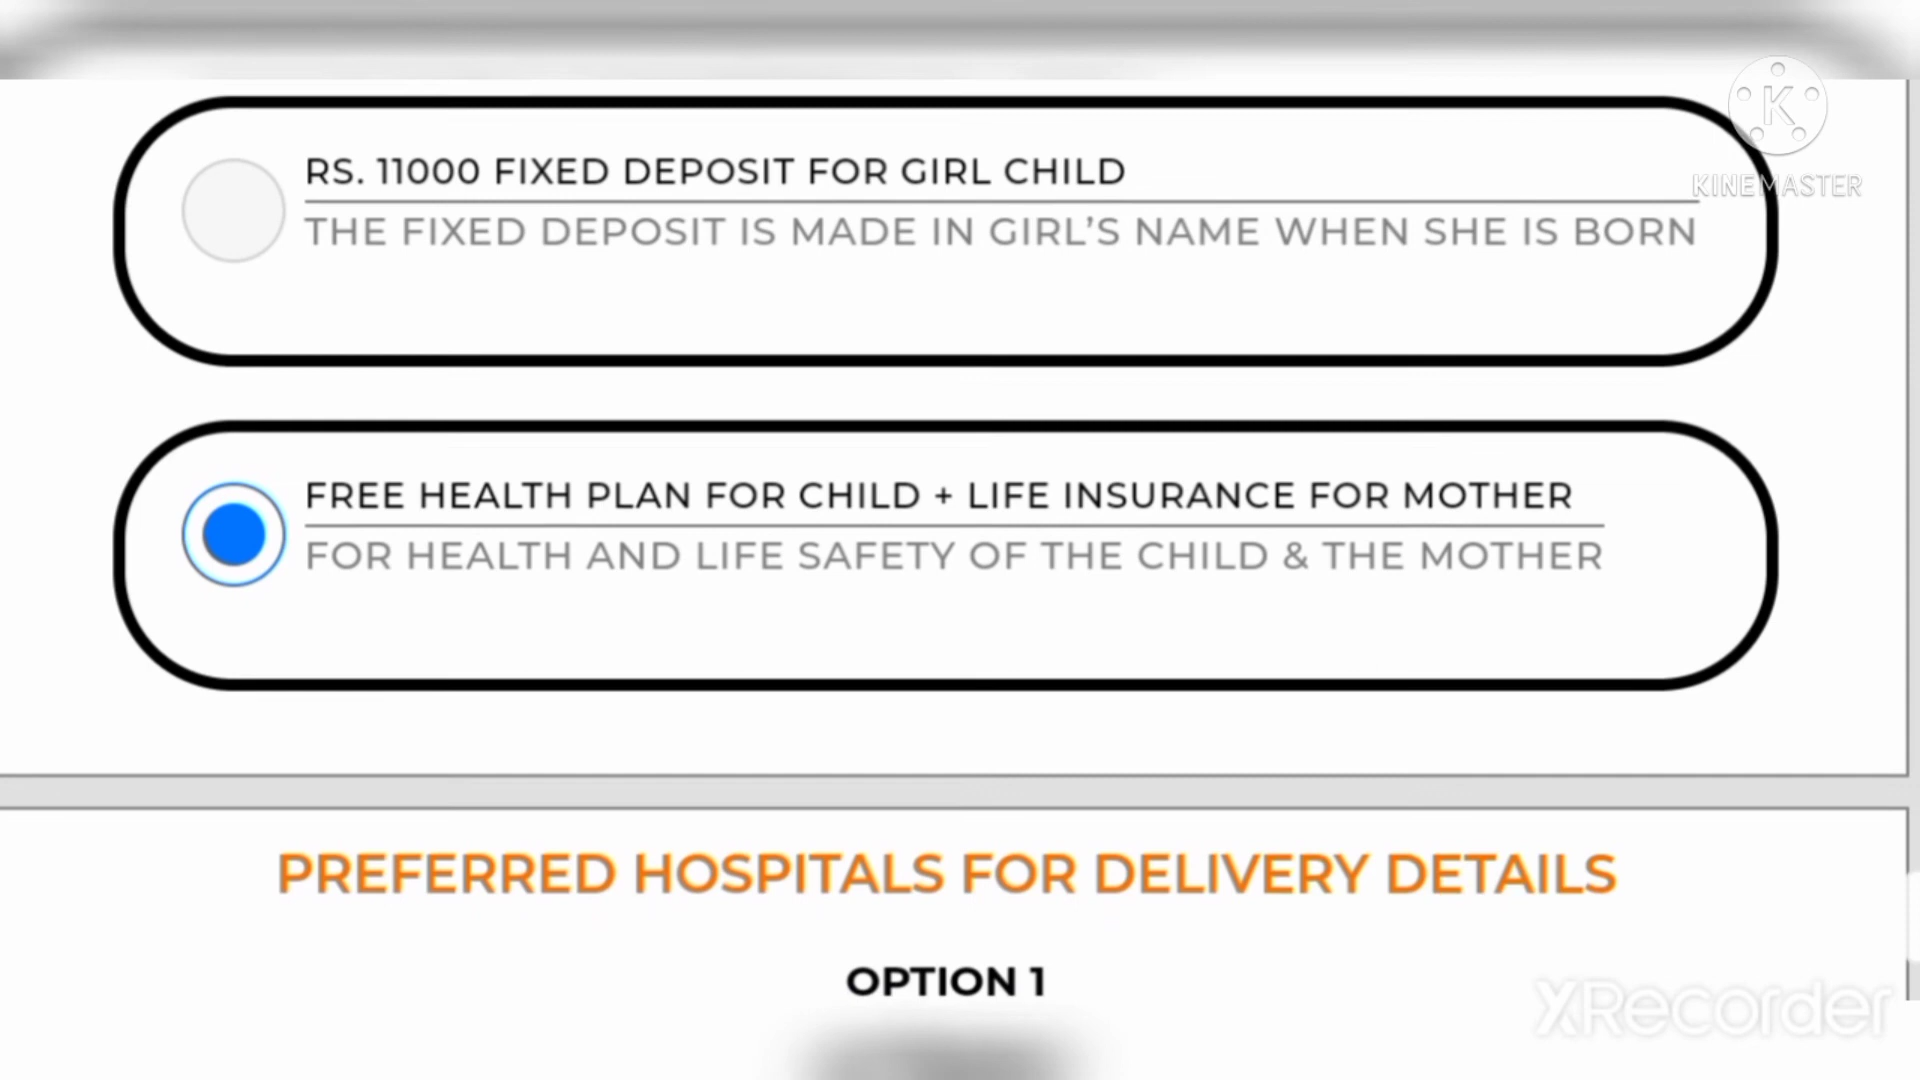 RS. 11000 FIXED DEPOSIT FOR GIRL CHILD
THE FIXED DEPOSIT IS MADE IN GIRL'S NAME WHEN SHE IS BORN
K
KINEMASTER
FREE HEALTH PLAN FOR CHILD + LIFE INSURANCE FOR MOTHER
FOR HEALTH AND LIFE SAFETY OF THE CHILD & THE MOTHER
PREFERRED HOSPITALS FOR DELIVERY DETAILS
OPTION 1
XRecorder